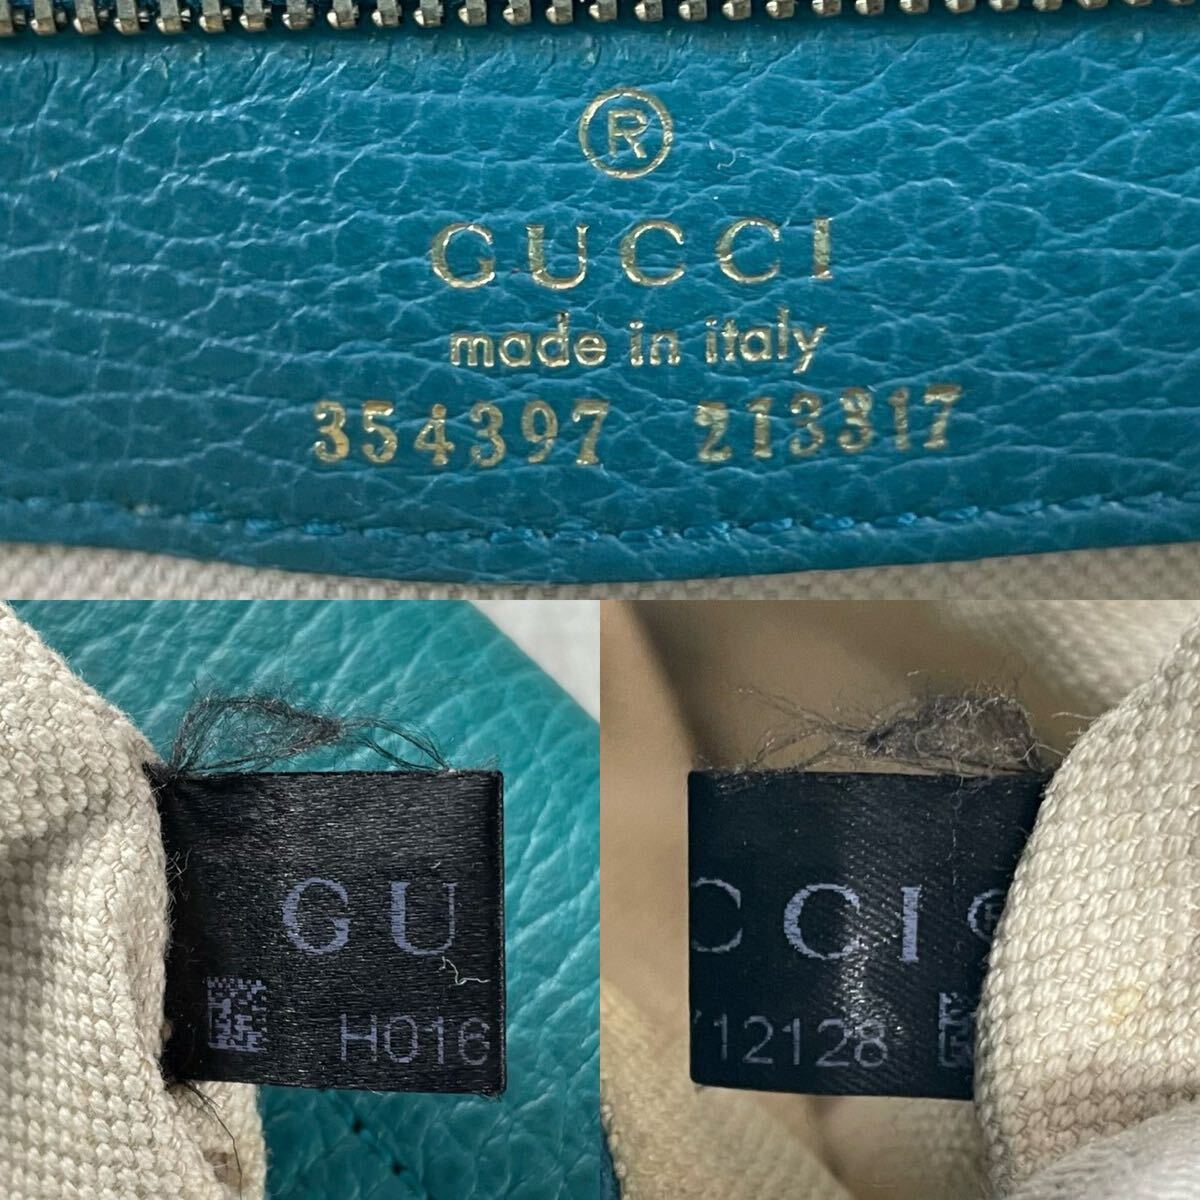 ®
GUCCI
made in italy
354397 213317
GU
H016
CCI®
12128